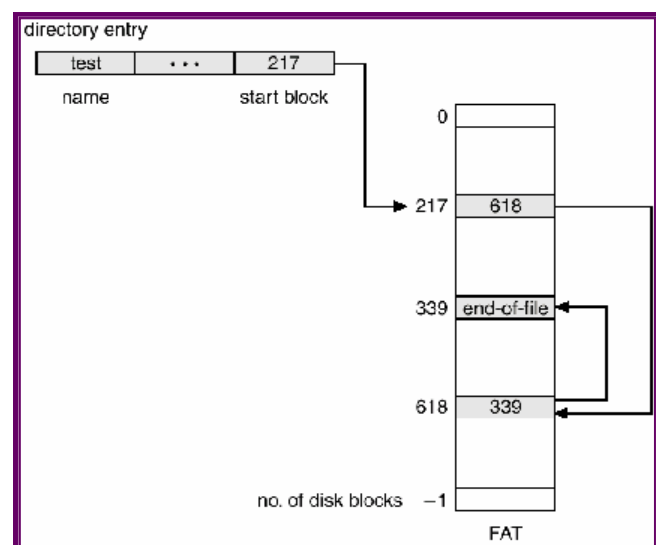 directory entry
test ... 217
name start block
0
217 618
339 end-of-file
618 339
no. of disk blocks –1
FAT